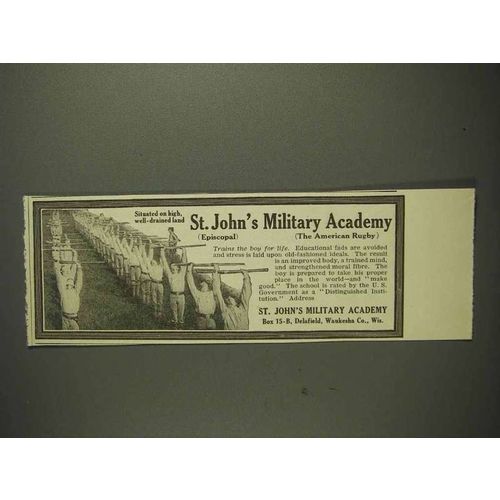 Situated on high,
well-drained land
St. John's Military Academy
(Episcopal) (The American Rugby)
Trains the boy for life. Educational fads are avoided
and stress is laid upon old-fashioned ideals. The result
is an improved body, a trained mind,
and strengthened moral fibre. The
boy is prepared to take his proper
place in the world—and "make
good." The school is rated by the U. S.
Government as a "Distinguished Insti-
tution." Address
ST. JOHN'S MILITARY ACADEMY
Box 15-B, Delafield, Waukesha Co., Wis.